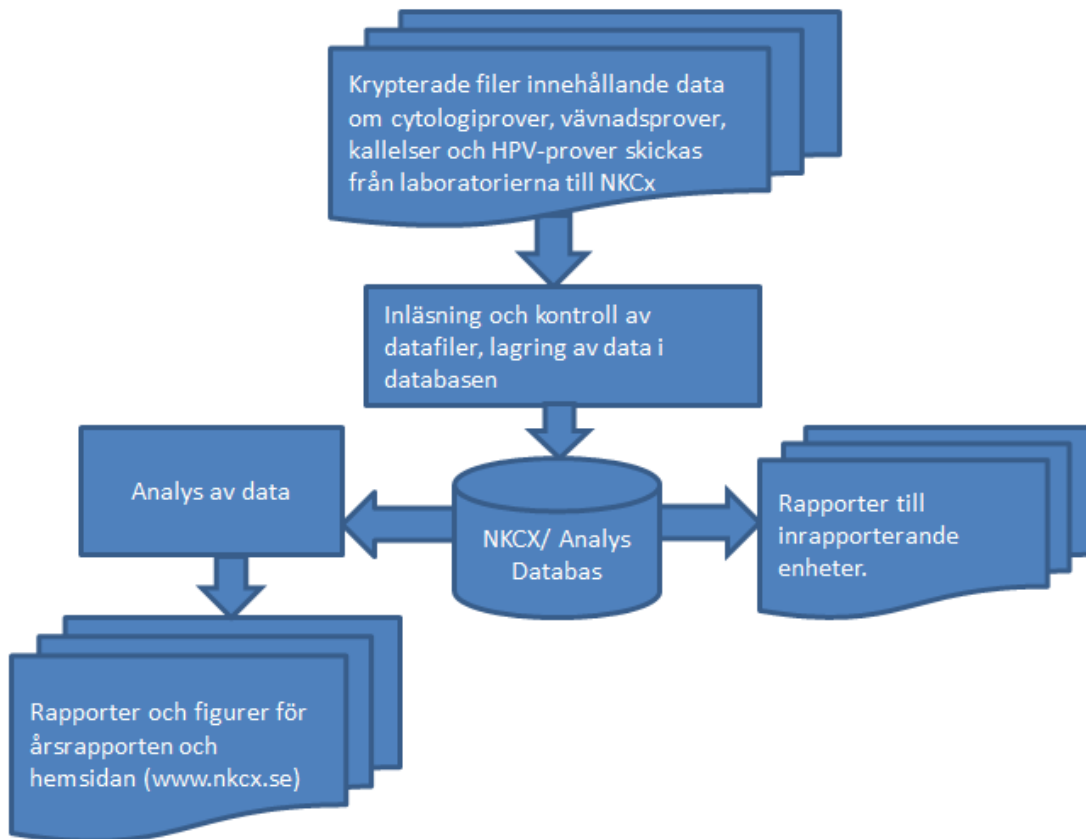 Krypterade filer innehållande data
om cytologiprover, vävnadsprover,
kallelser och HPV-prover skickas
från laboratorierna till NKCx
Inläsning och kontroll av
datafiler, lagring av data i
databasen
Analys av data
NKCX/ Analys
Databas
Rapporter till
inrapporterande
enheter.
Rapporter och figurer för
årsrapporten och
hemsidan (www.nkcx.se)